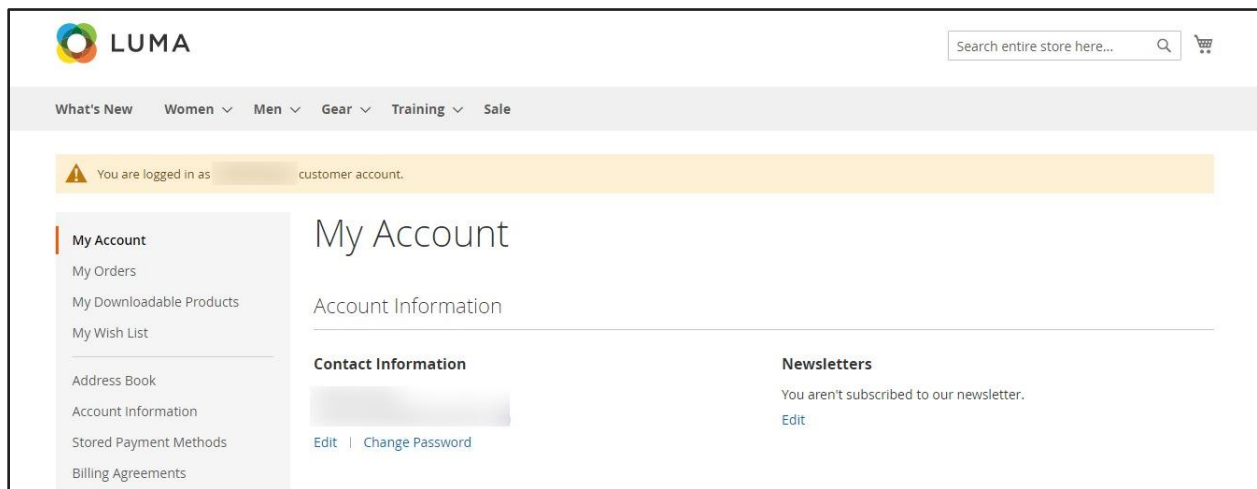 LUMA
Search entire store here...
What's New Women Men Gear Training Sale
You are logged in as customer account.
My Account
My Orders
My Downloadable Products
My Wish List
Address Book
Account Information
Stored Payment Methods
Billing Agreements
My Account
Account Information
Contact Information
Edit | Change Password
Newsletters
You aren't subscribed to our newsletter.
Edit